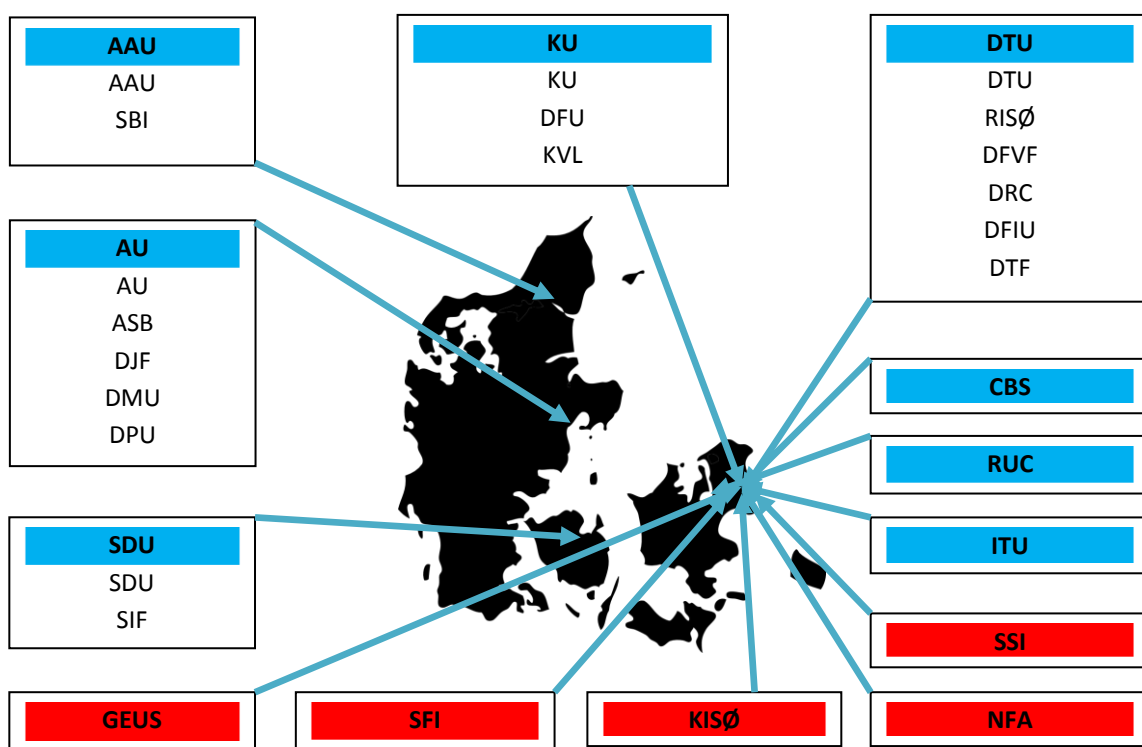 AAU
AAU
SBI
KU
KU
DFU
KVL
DTU
DTU
RISØ
DFVF
DRC
DFIU
DTF
AU
AU
ASB
DJF
DMU
DPU
CBS
RUC
SDU
SDU
SIF
ITU
SSI
GEUS
SFI
KISØ
NFA